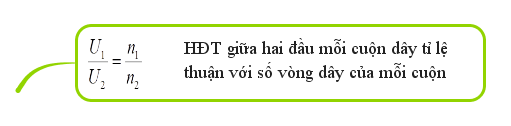 U₁/U₂ = n₁/n₂
HĐT giữa hai đầu mỗi cuộn dây tỉ lệ
thuận với số vòng dây của mỗi cuộn